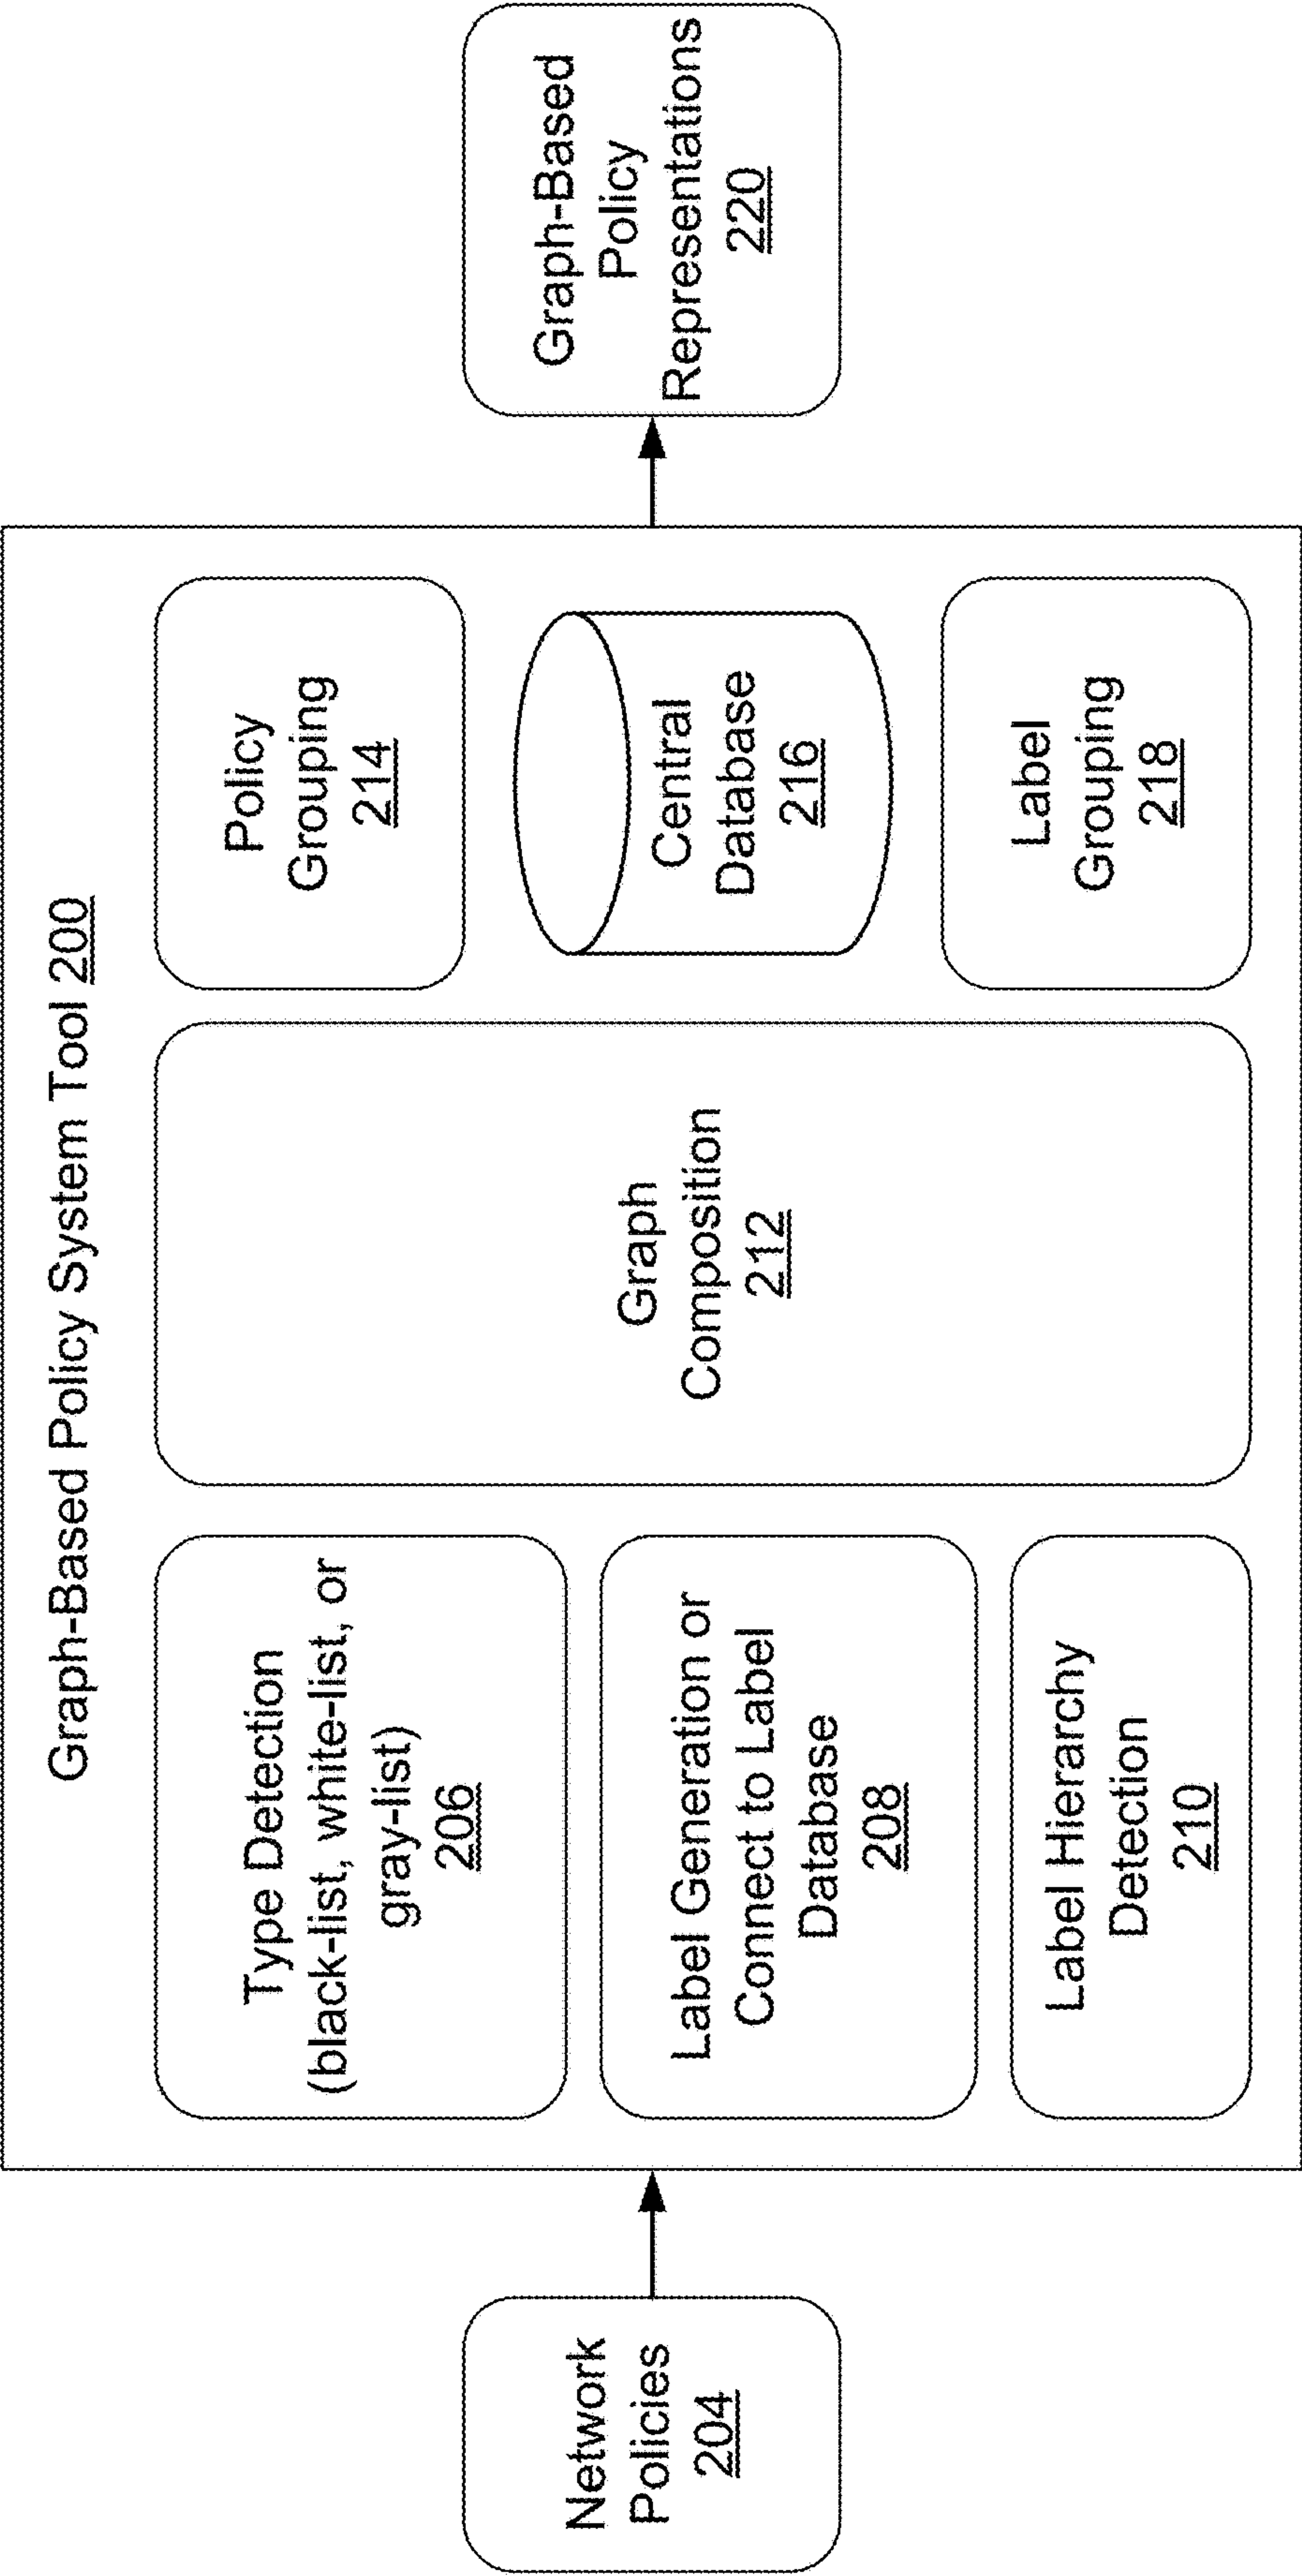 Graph-Based Policy System Tool 200
Network
Policies
204
Type Detection
(black-list, white-list, or
gray-list)
206
Label Generation or
Connect to Label
Database
208
Label Hierarchy
Detection
210
Graph
Composition
212
Policy
Grouping
214
Central
Database
216
Label
Grouping
218
Graph-Based
Policy
Representations
220